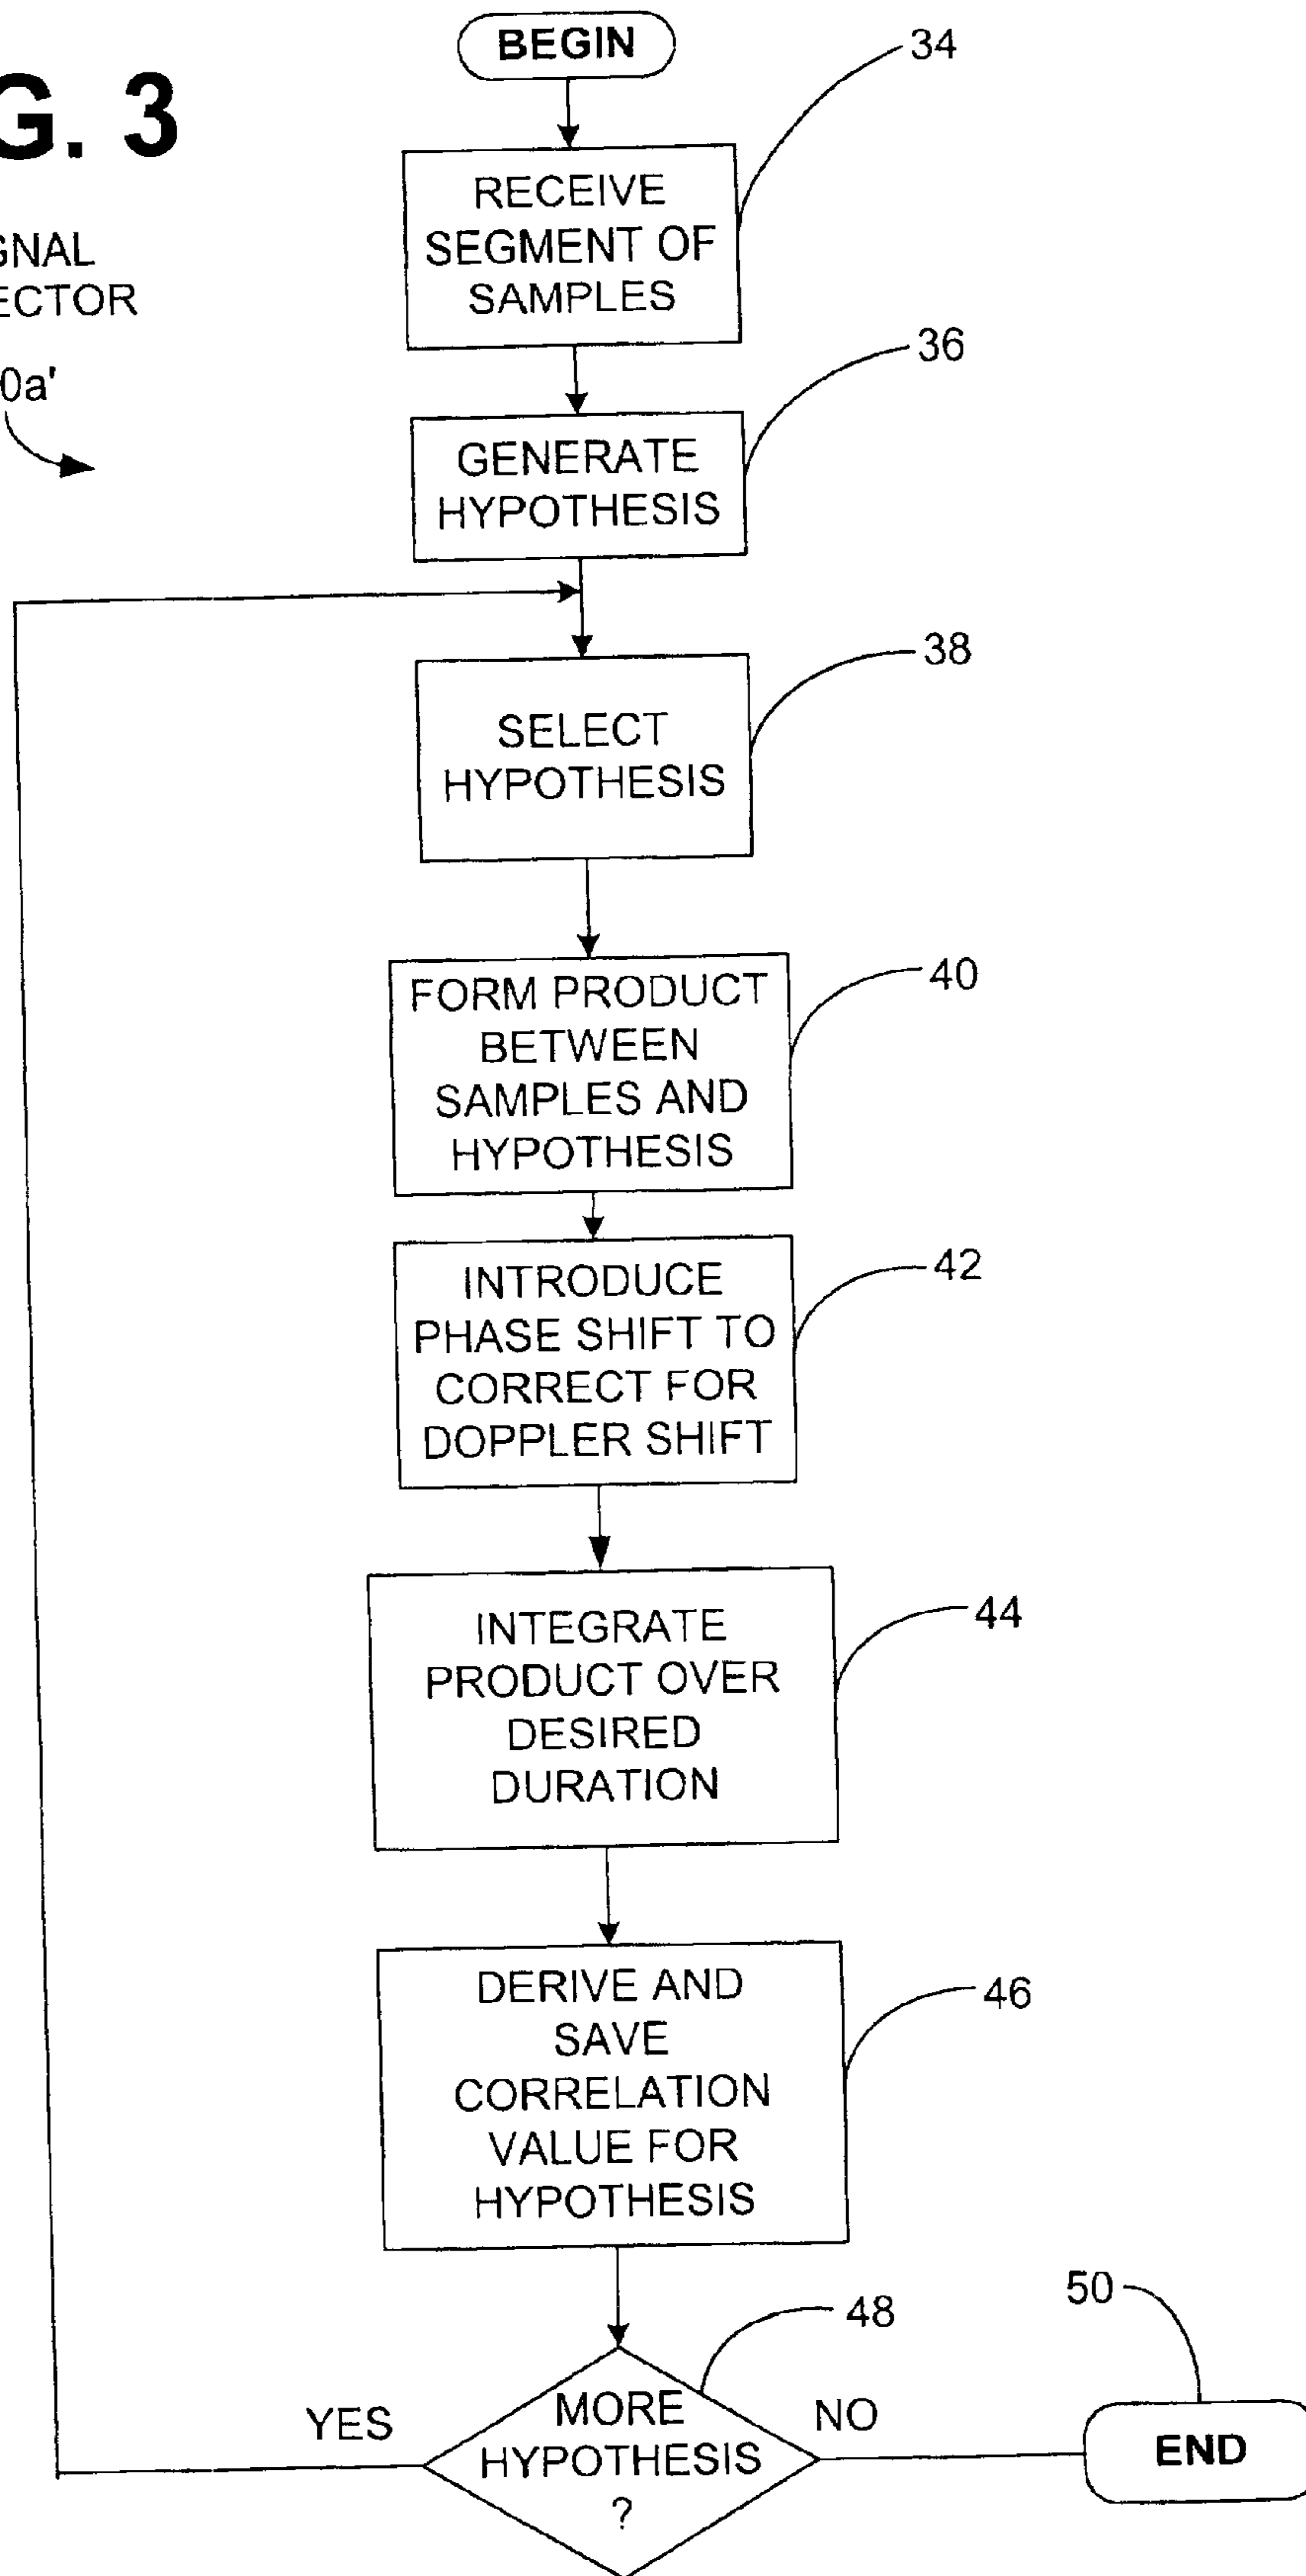 G. 3
GNAL
ECTOR
0a'
BEGIN
34
RECEIVE
SEGMENT OF
SAMPLES
36
GENERATE
HYPOTHESIS
38
SELECT
HYPOTHESIS
40
FORM PRODUCT
BETWEEN
SAMPLES AND
HYPOTHESIS
42
INTRODUCE
PHASE SHIFT TO
CORRECT FOR
DOPPLER SHIFT
44
INTEGRATE
PRODUCT OVER
DESIRED
DURATION
46
DERIVE AND
SAVE
CORRELATION
VALUE FOR
HYPOTHESIS
48
MORE
HYPOTHESIS
?
YES
NO
50
END